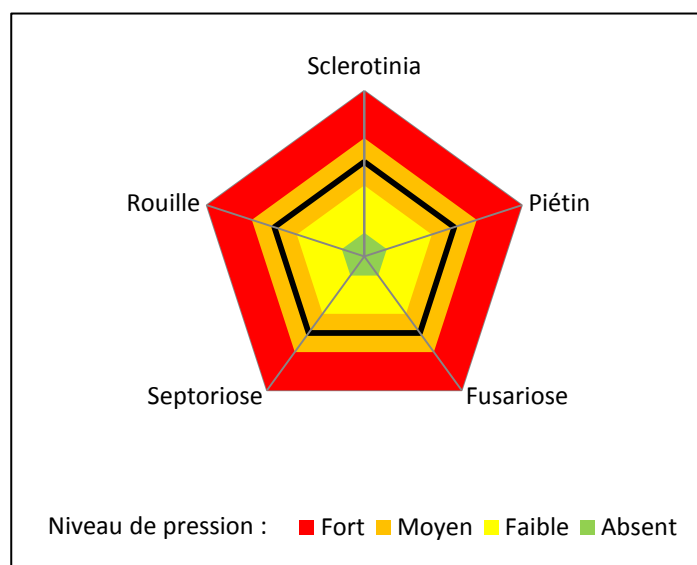 Sclerotinia
Rouille
Piétin
Septoriose
Fusariose
Niveau de pression : Fort Moyen Faible Absent